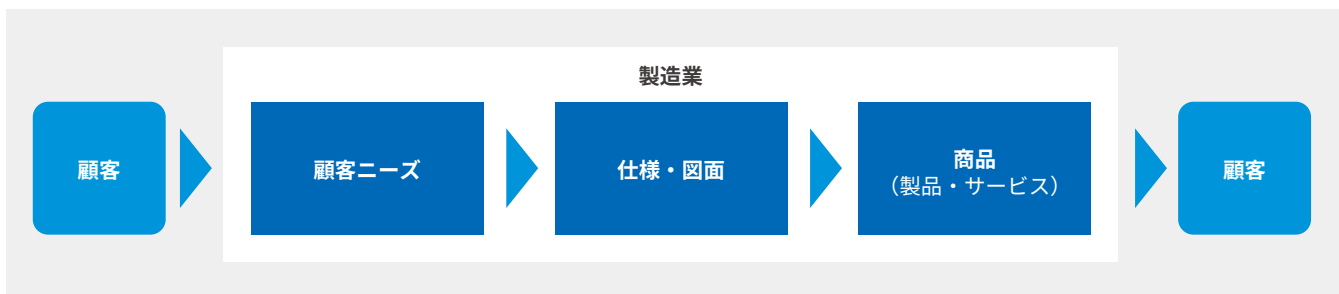 製造業
顧客
顧客ニーズ
仕様・図面
商品
（製品・サービス）
顧客